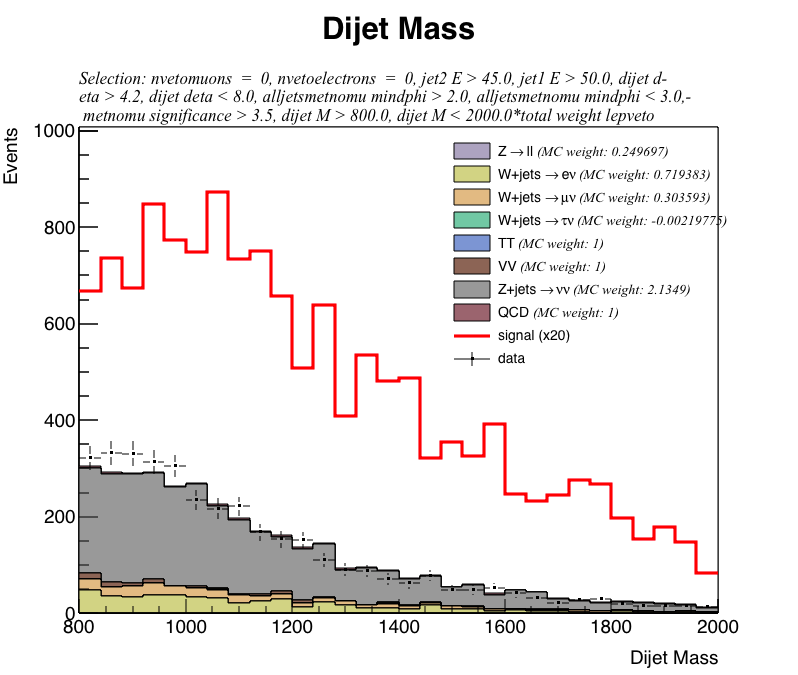 Dijet Mass
Selection: nvetomuons = 0, nvetoelectrons = 0, jet2 E > 45.0, jet1 E > 50.0, dijet d-
eta > 4.2, dijet deta < 8.0, alljetsmetnomu mindphi > 2.0, alljetsmetnomu mindphi < 3.0,-
metnomu significance > 3.5, dijet M > 800.0, dijet M < 2000.0*total weight lepveto
Events
1000
800
600
400
200
0
Z→ll (MC weight: 0.249697)
W+jets→eν (MC weight: 0.719383)
W+jets→μν (MC weight: 0.303593)
W+jets→τν (MC weight: -0.00219775)
TT (MC weight: 1)
VV (MC weight: 1)
Z+jets→νν (MC weight: 2.1349)
QCD (MC weight: 1)
signal (x20)
data
800 1000 1200 1400 1600 1800 2000
Dijet Mass